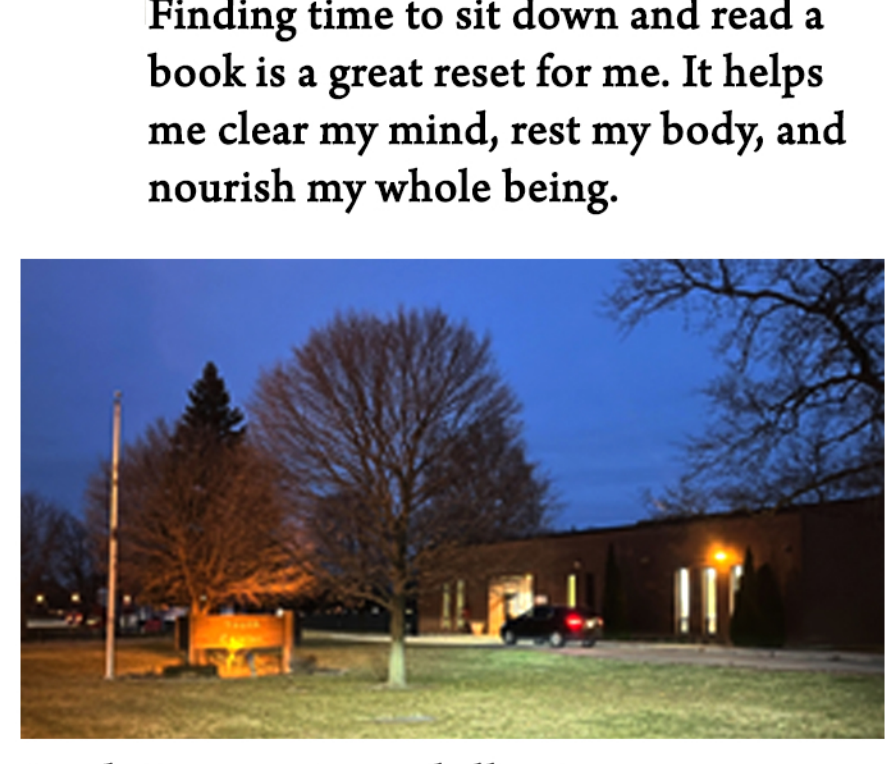 Finding time to sit down and read a
book is a great reset for me. It helps
me clear my mind, rest my body, and
nourish my whole being.